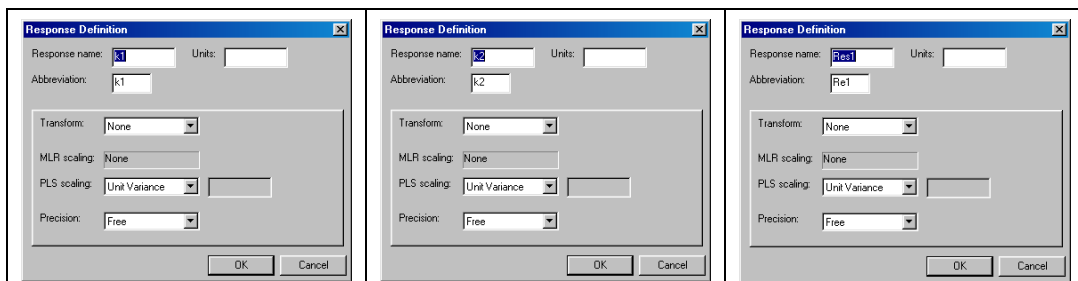 Response Definition
Response name: k1 Units:
Abbreviation: k1
Transform: None
MLR scaling: None
PLS scaling: Unit Variance
Precision: Free
OK Cancel
Response Definition
Response name: k2 Units:
Abbreviation: k2
Transform: None
MLR scaling: None
PLS scaling: Unit Variance
Precision: Free
OK Cancel
Response Definition
Response name: Res1 Units:
Abbreviation: Re1
Transform: None
MLR scaling: None
PLS scaling: Unit Variance
Precision: Free
OK Cancel